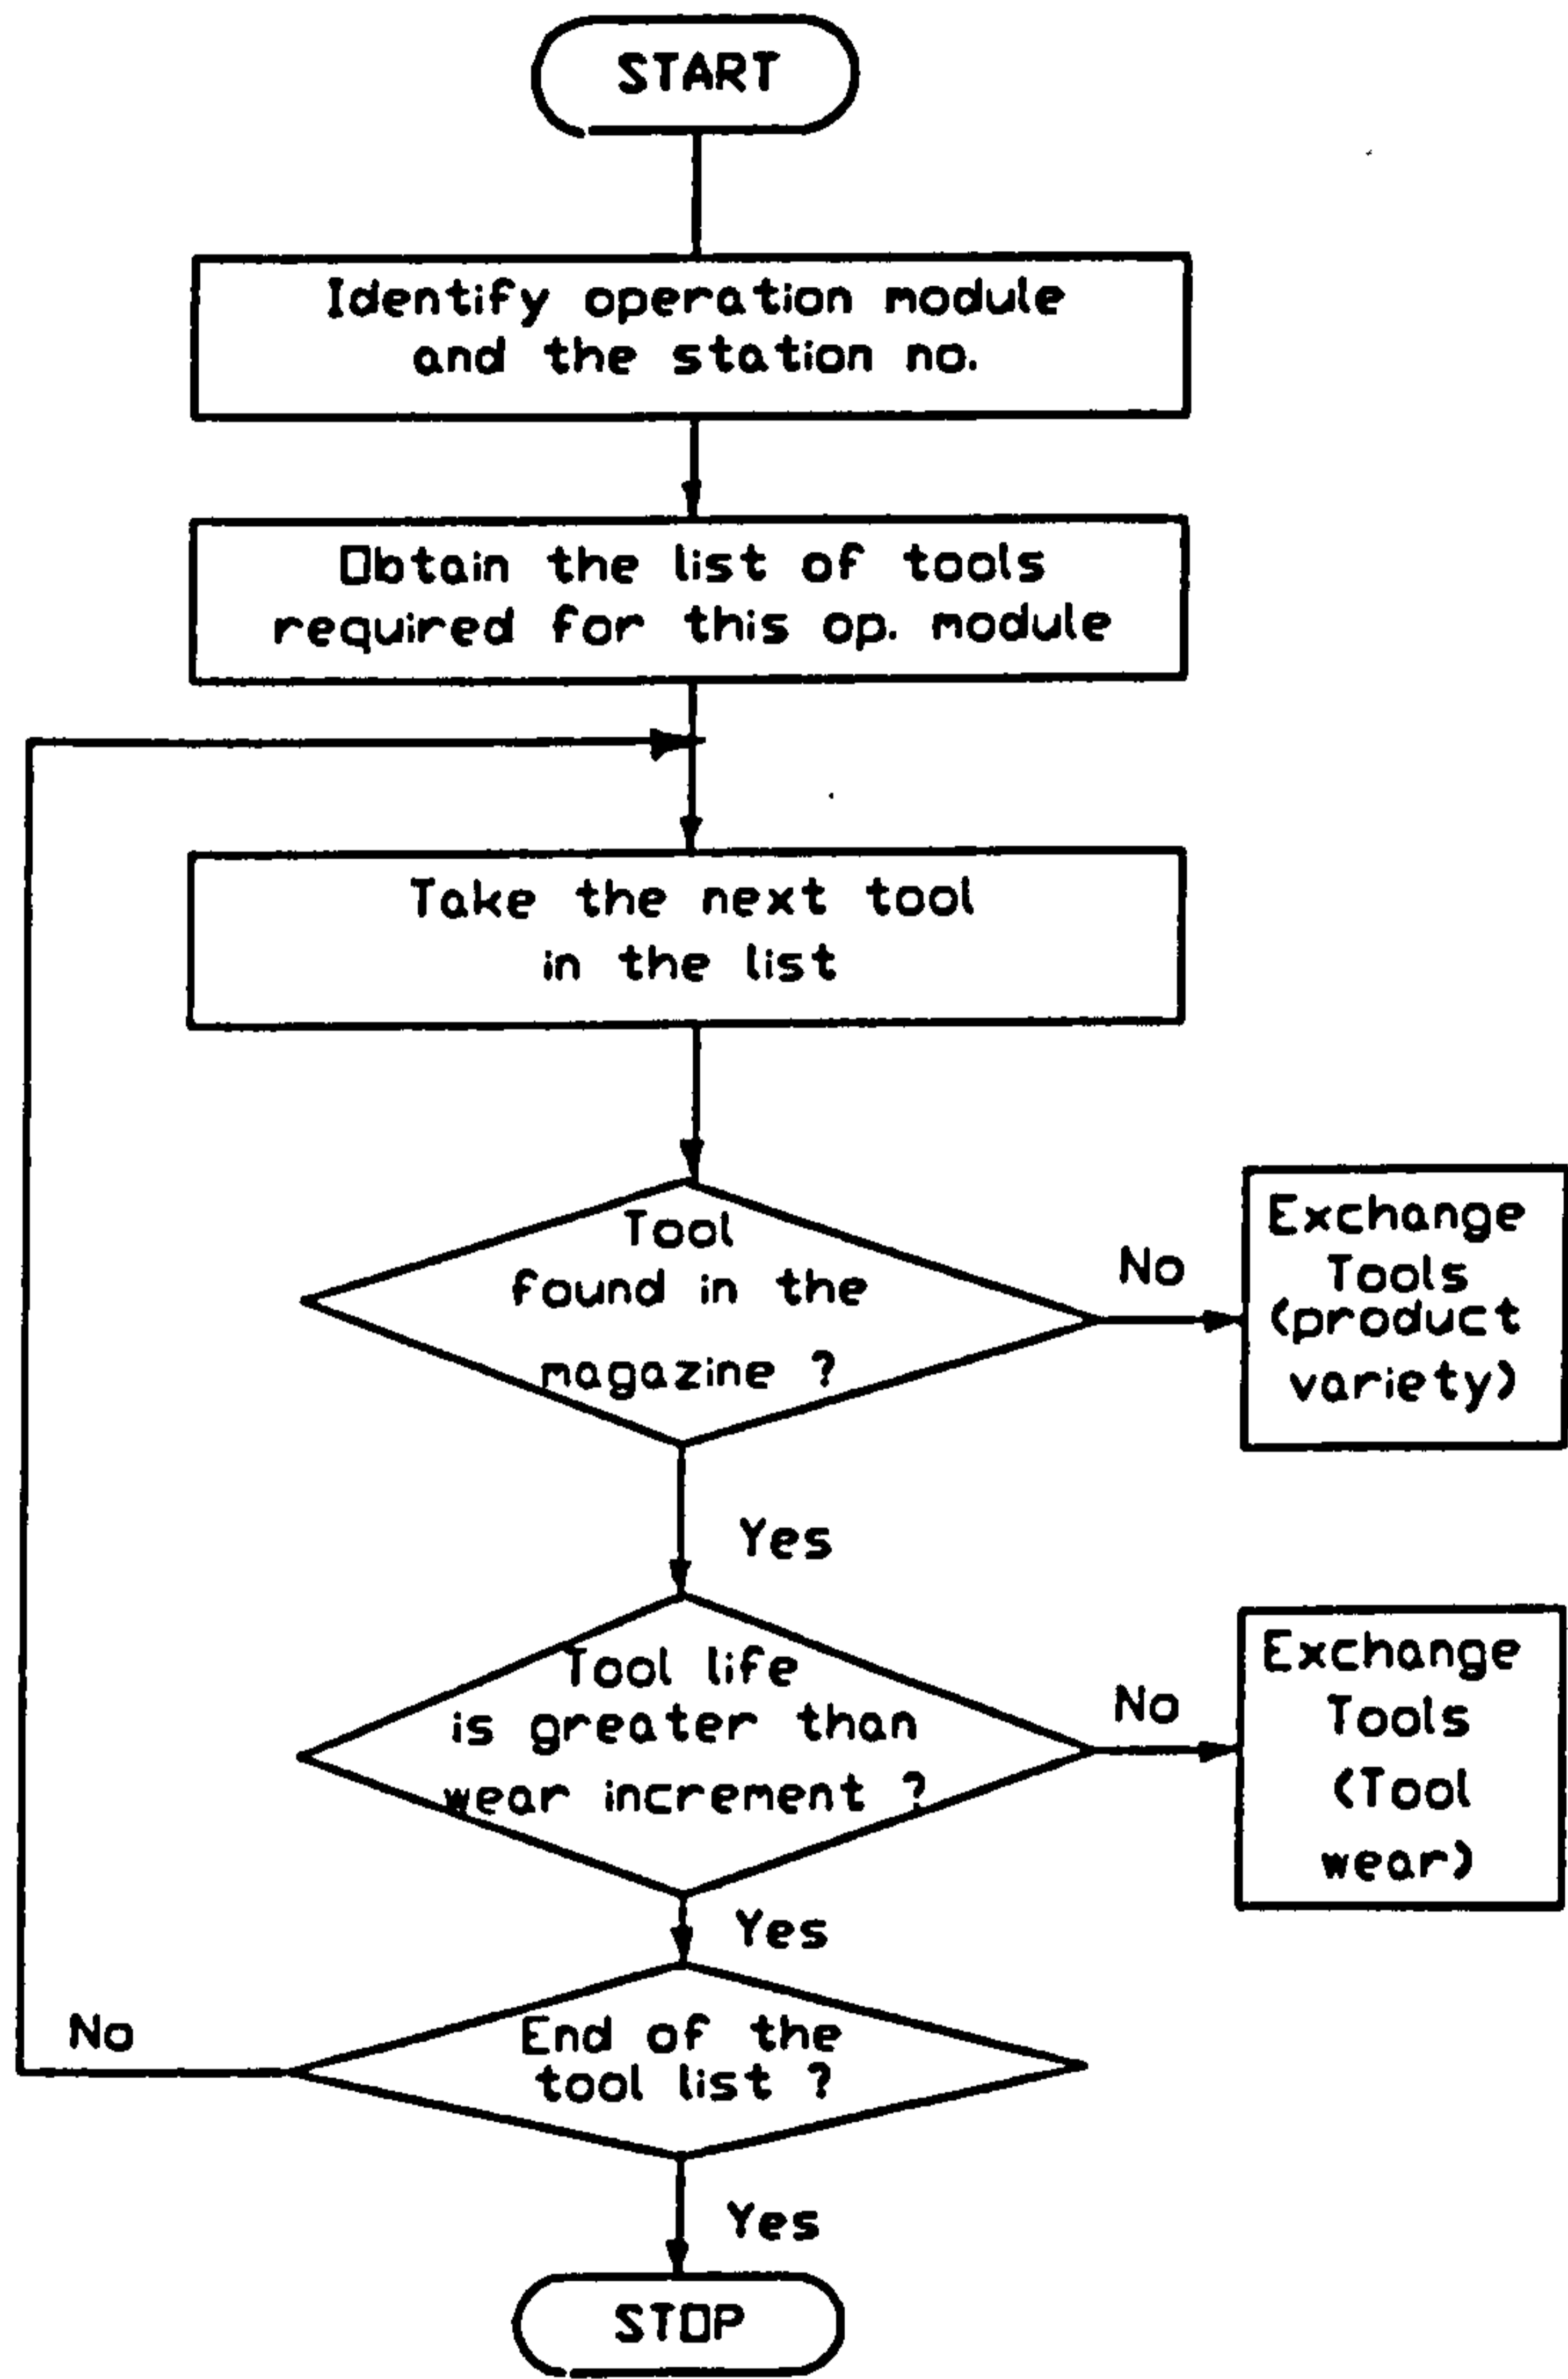 START
Identify operation module
and the station no.
Obtain the list of tools
required for this op. module
Take the next tool
in the list
Tool
found in the
magazine ?
No
Exchange
Tools
(product
variety)
Yes
Tool life
is greater than
wear increment ?
No
Exchange
Tools
(Tool
wear)
Yes
End of the
tool list ?
No
Yes
STOP